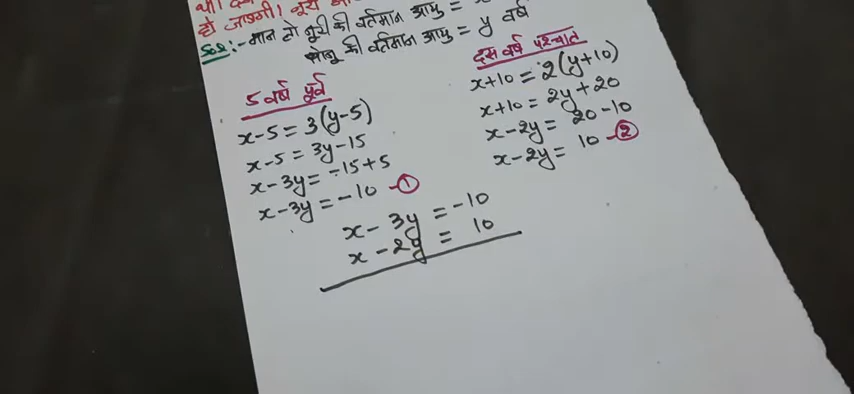 हो जाएगी। नूरी
Sol:- मान लो नूरी की वर्तमान आयु =
सोनू की वर्तमान आयु = y वर्ष
5 वर्ष पूर्व
x-5 = 3(y-5)
x-5 = 3y-15
x-3y = -15+5
x-3y = -10 -①
दस वर्ष पश्चात
x+10 = 2(y+10)
x+10 = 2y+20
x-2y = 20-10
x-2y = 10 -②
x - 3y = -10
x - 2y = 10